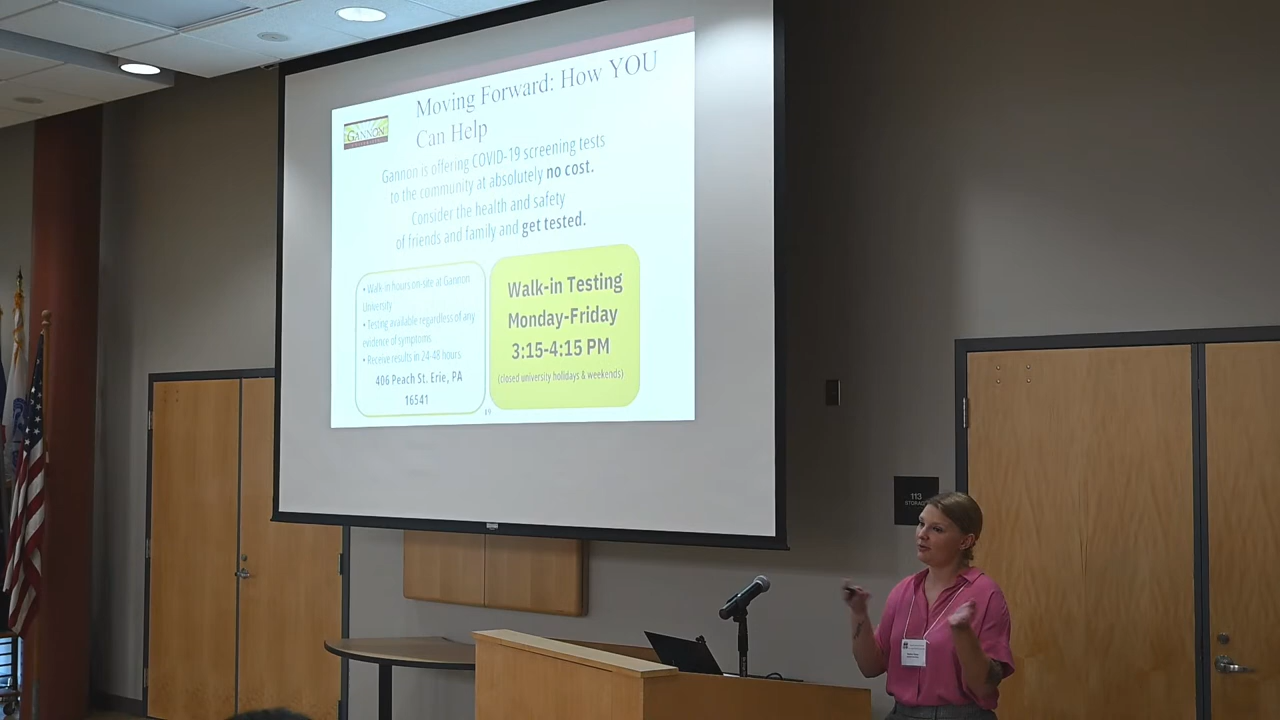 Moving Forward: How YOU
Can Help
GANNON
UNIVERSITY
Gannon is offering COVID-19 screening tests
to the community at absolutely no cost.
Consider the health and safety
of friends and family and get tested.
• Walk-in hours on-site at Gannon
University
• Testing available regardless of any
evidence of symptoms
• Receive results in 24-48 hours
406 Peach St. Erie, PA
16541
Walk-in Testing
Monday-Friday
3:15-4:15 PM
(closed university holidays & weekends)
113
STORAGE